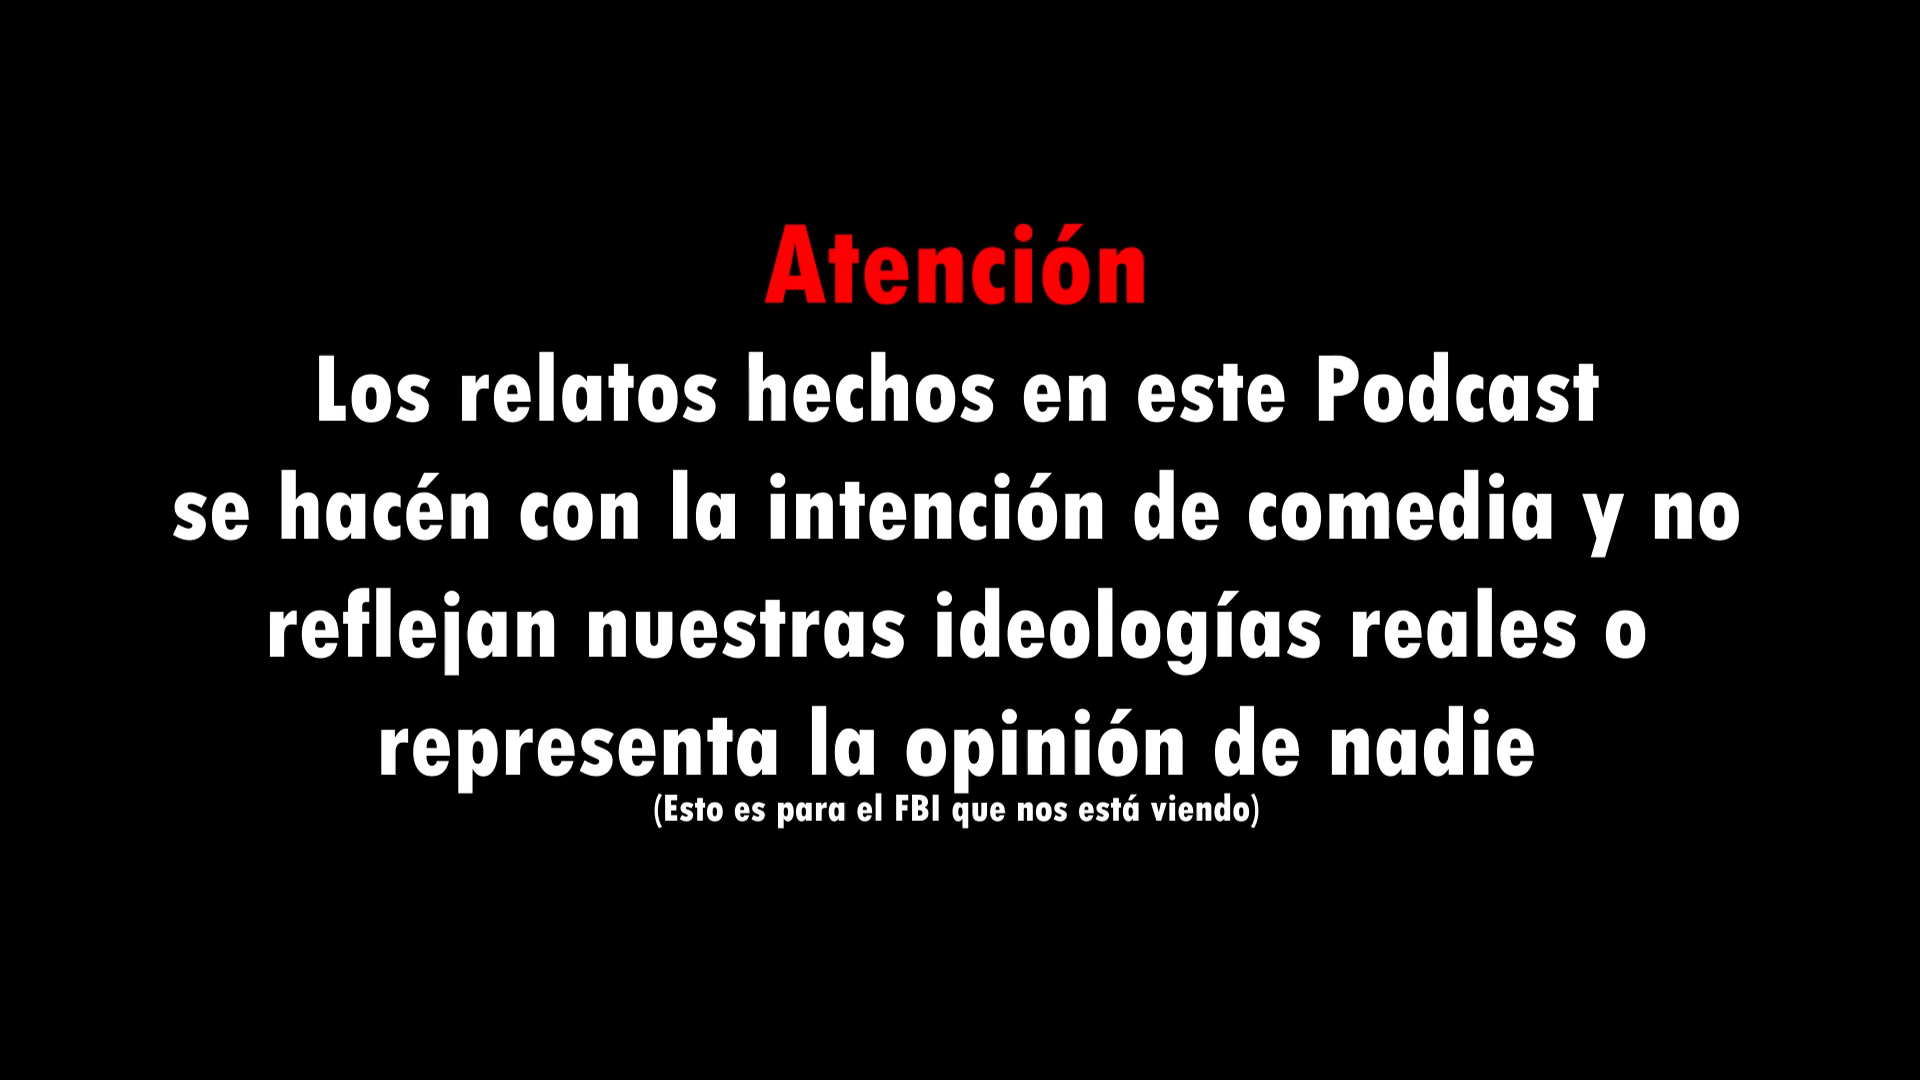 Atención
Los relatos hechos en este Podcast
se hacén con la intención de comedia y no
reflejan nuestras ideologías reales o
representa la opinión de nadie
(Esto es para el FBI que nos está viendo)